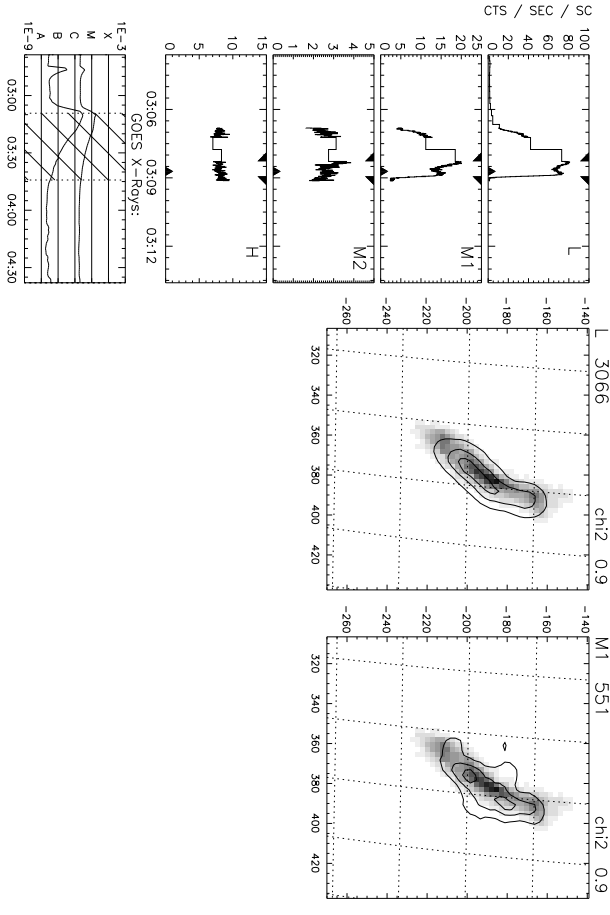 CTS / SEC / SC
0 20 40 60 80 100
L
0 5 10 15 20 25
M1
0 1 2 3 4 5
M2
0 5 10 15
H
03:06 03:09 03:12
GOES X-Rays:
1E-3
X
M
C
B
A
1E-9
03:00 03:30 04:00 04:30
L 3066 chi2 0.9
-140
-160
-180
-200
-220
-240
-260
320 340 360 380 400 420
M1 551 chi2 0.9
-140
-160
-180
-200
-220
-240
-260
320 340 360 380 400 420